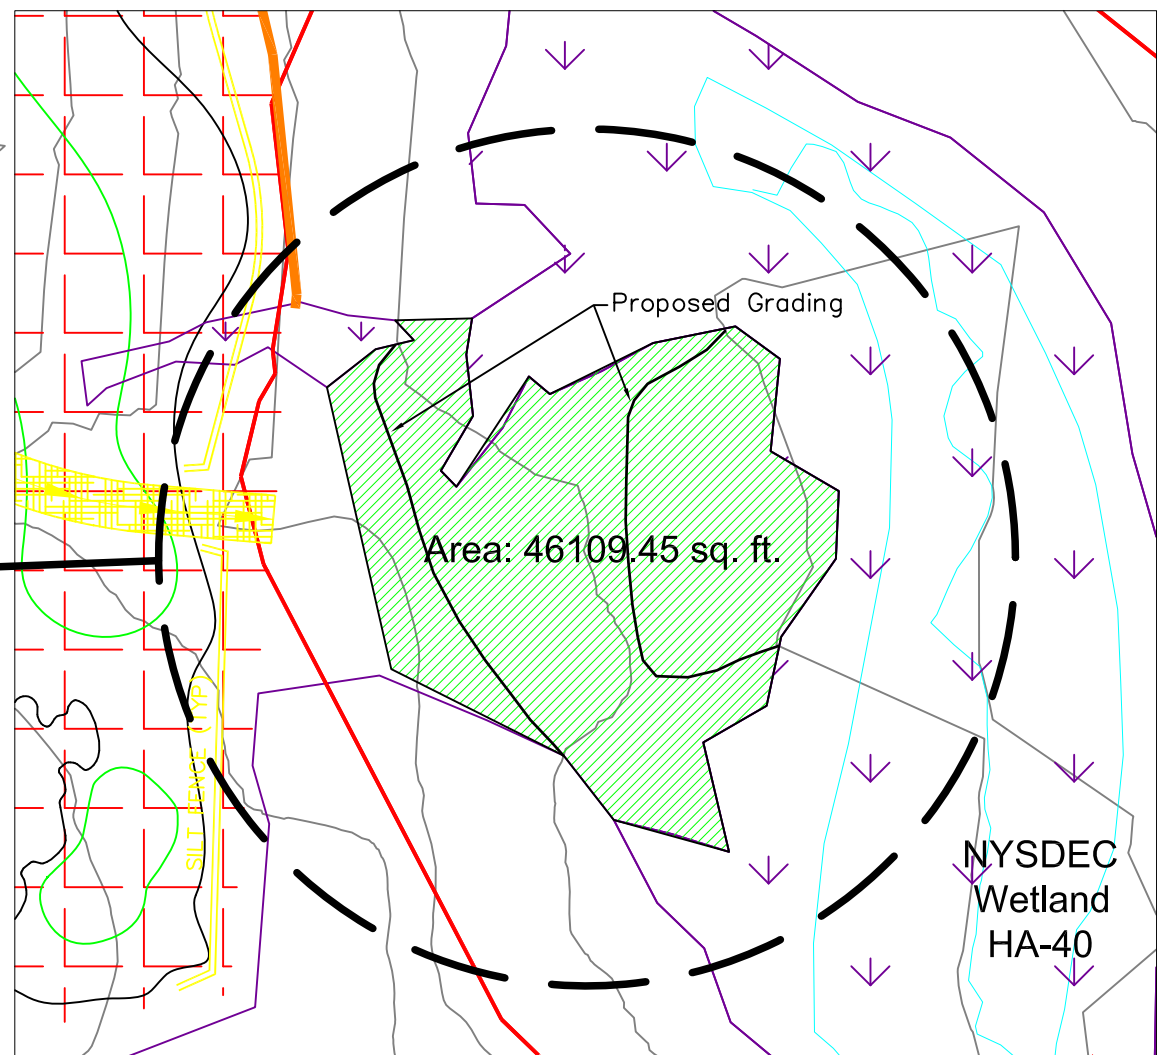 Proposed Grading
Area: 46109.45 sq. ft.
SILT FENCE (TYP)
NYSDEC
Wetland
HA-40